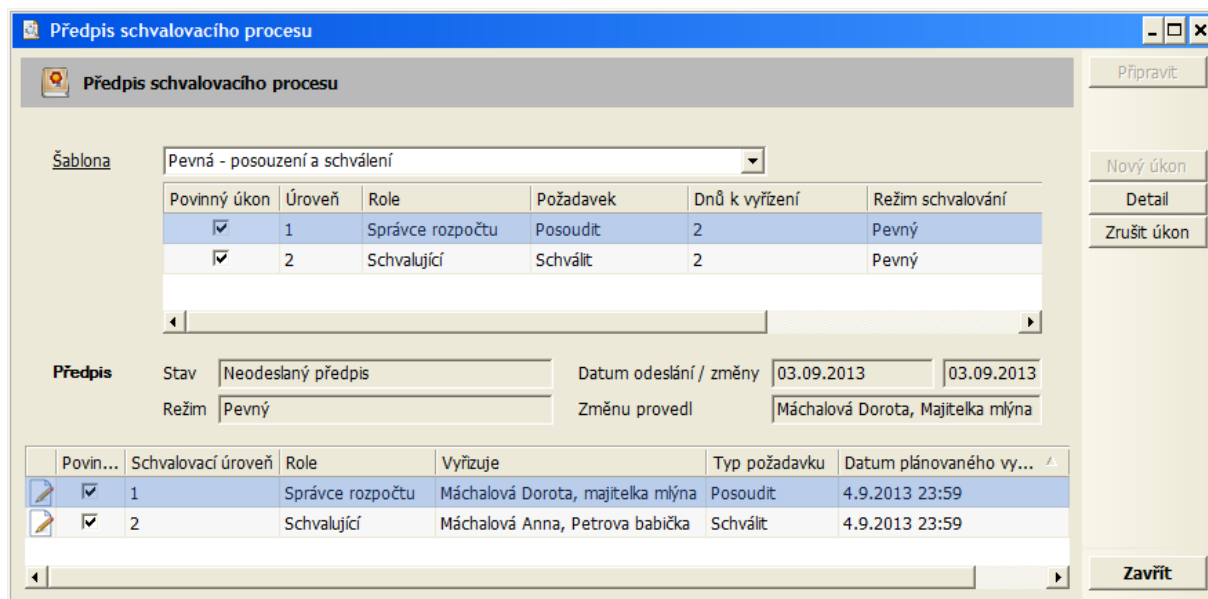 Předpis schvalovacího procesu
Předpis schvalovacího procesu
Připravit
Šablona Pevná - posouzení a schválení
Nový úkon
Povinný úkon Úroveň Role Požadavek Dnů k vyřízení Režim schvalování
Detail
1 Správce rozpočtu Posoudit 2 Pevný
Zrušit úkon
2 Schvalující Schválit 2 Pevný
Předpis Stav Neodeslaný předpis Datum odeslání / změny 03.09.2013 03.09.2013
Režim Pevný Změnu provedl Máchalová Dorota, Majitelka mlýna
Povin... Schvalovací úroveň Role Vyřizuje Typ požadavku Datum plánovaného vy...
1 Správce rozpočtu Máchalová Dorota, majitelka mlýna Posoudit 4.9.2013 23:59
2 Schvalující Máchalová Anna, Petrova babička Schválit 4.9.2013 23:59
Zavřít